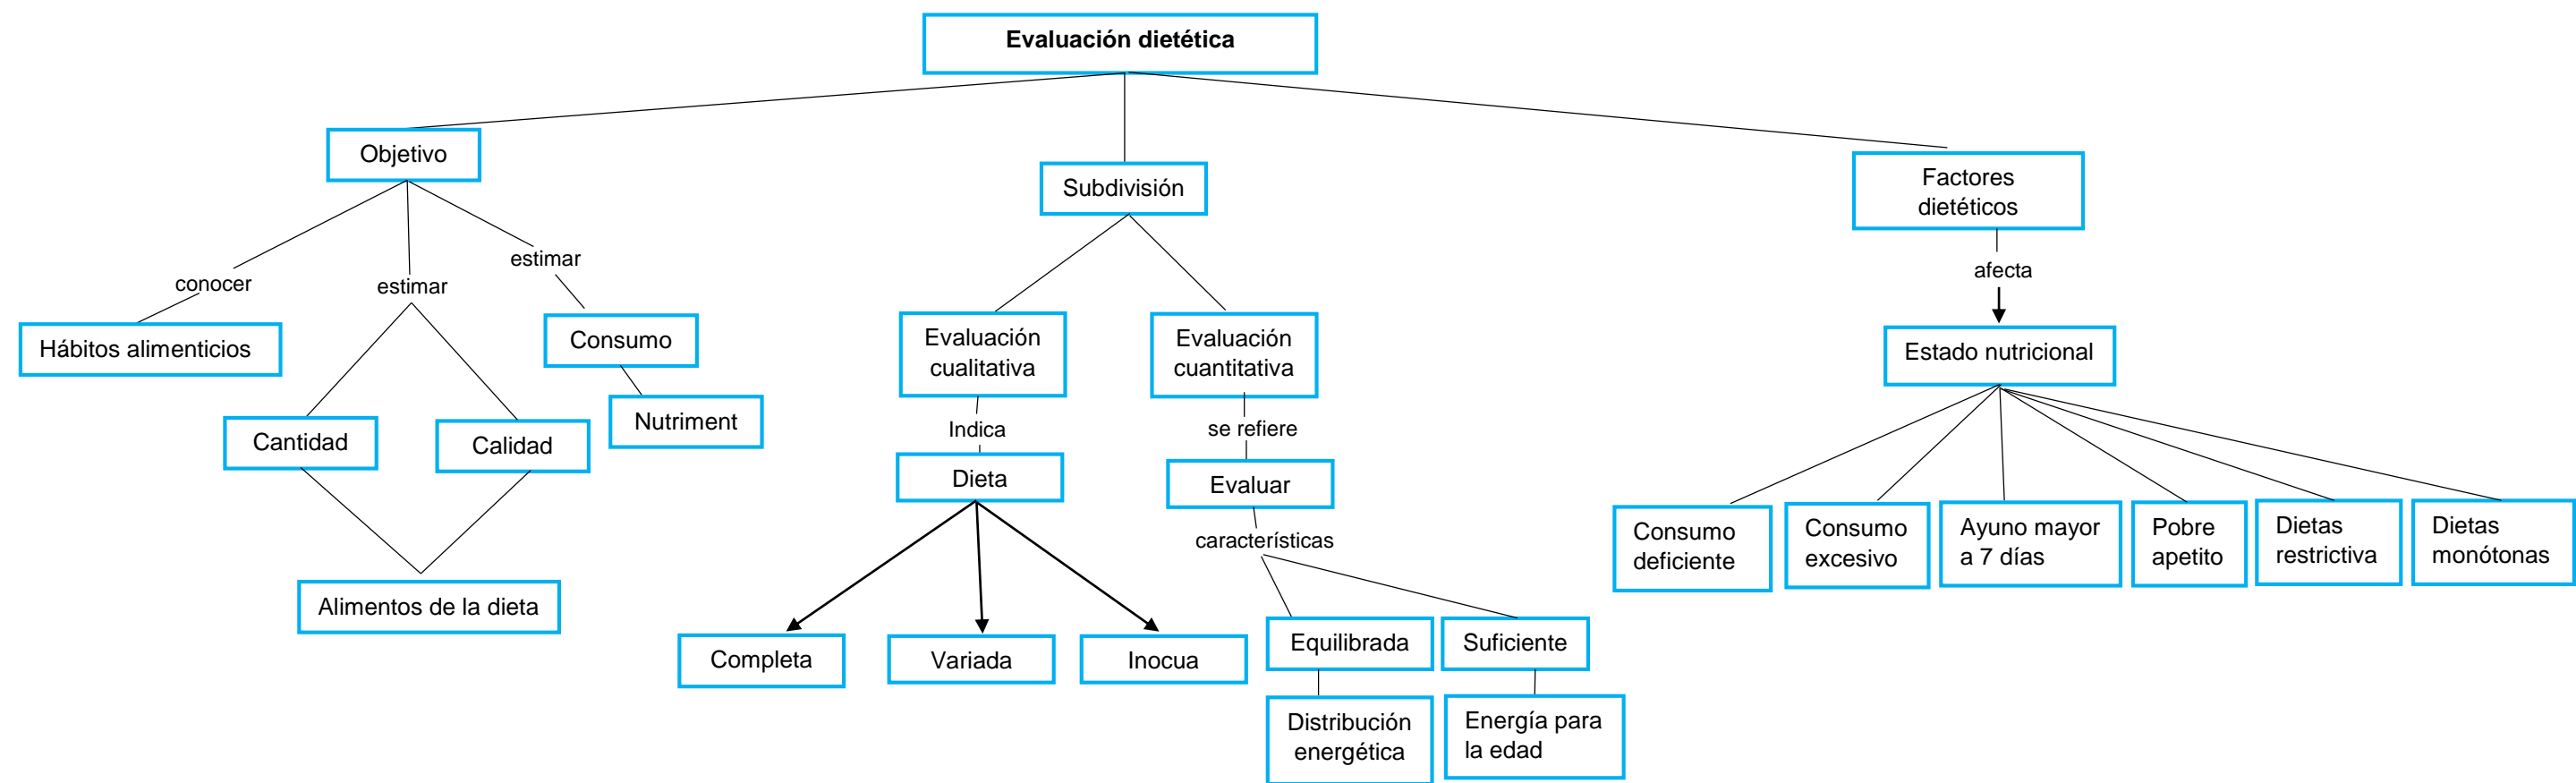 Evaluación dietética
Objetivo
Subdivisión
Factores
dietéticos
conocer
estimar
estimar
afecta
Hábitos alimenticios
Consumo
Nutriment
Cantidad
Calidad
Alimentos de la dieta
Evaluación
cualitativa
Evaluación
cuantitativa
Indica
se refiere
Dieta
Evaluar
características
Completa
Variada
Inocua
Equilibrada
Suficiente
Distribución
energética
Energía para
la edad
Estado nutricional
Consumo
deficiente
Consumo
excesivo
Ayuno mayor
a 7 días
Pobre
apetito
Dietas
restrictiva
Dietas
monótonas